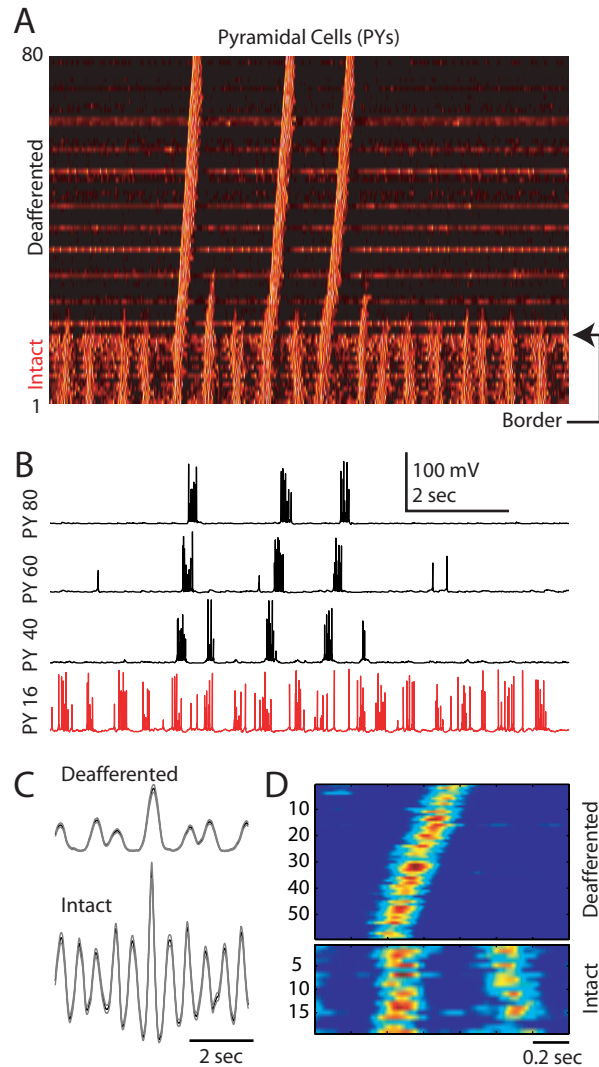 A
Pyramidal Cells (PYs)
80
Deafferented
Intact
1
Border
B
100 mV
2 sec
PY 80
PY 60
PY 40
PY 16
C
Deafferented
Intact
2 sec
D
10
20
30
40
50
Deafferented
5
10
15
Intact
0.2 sec